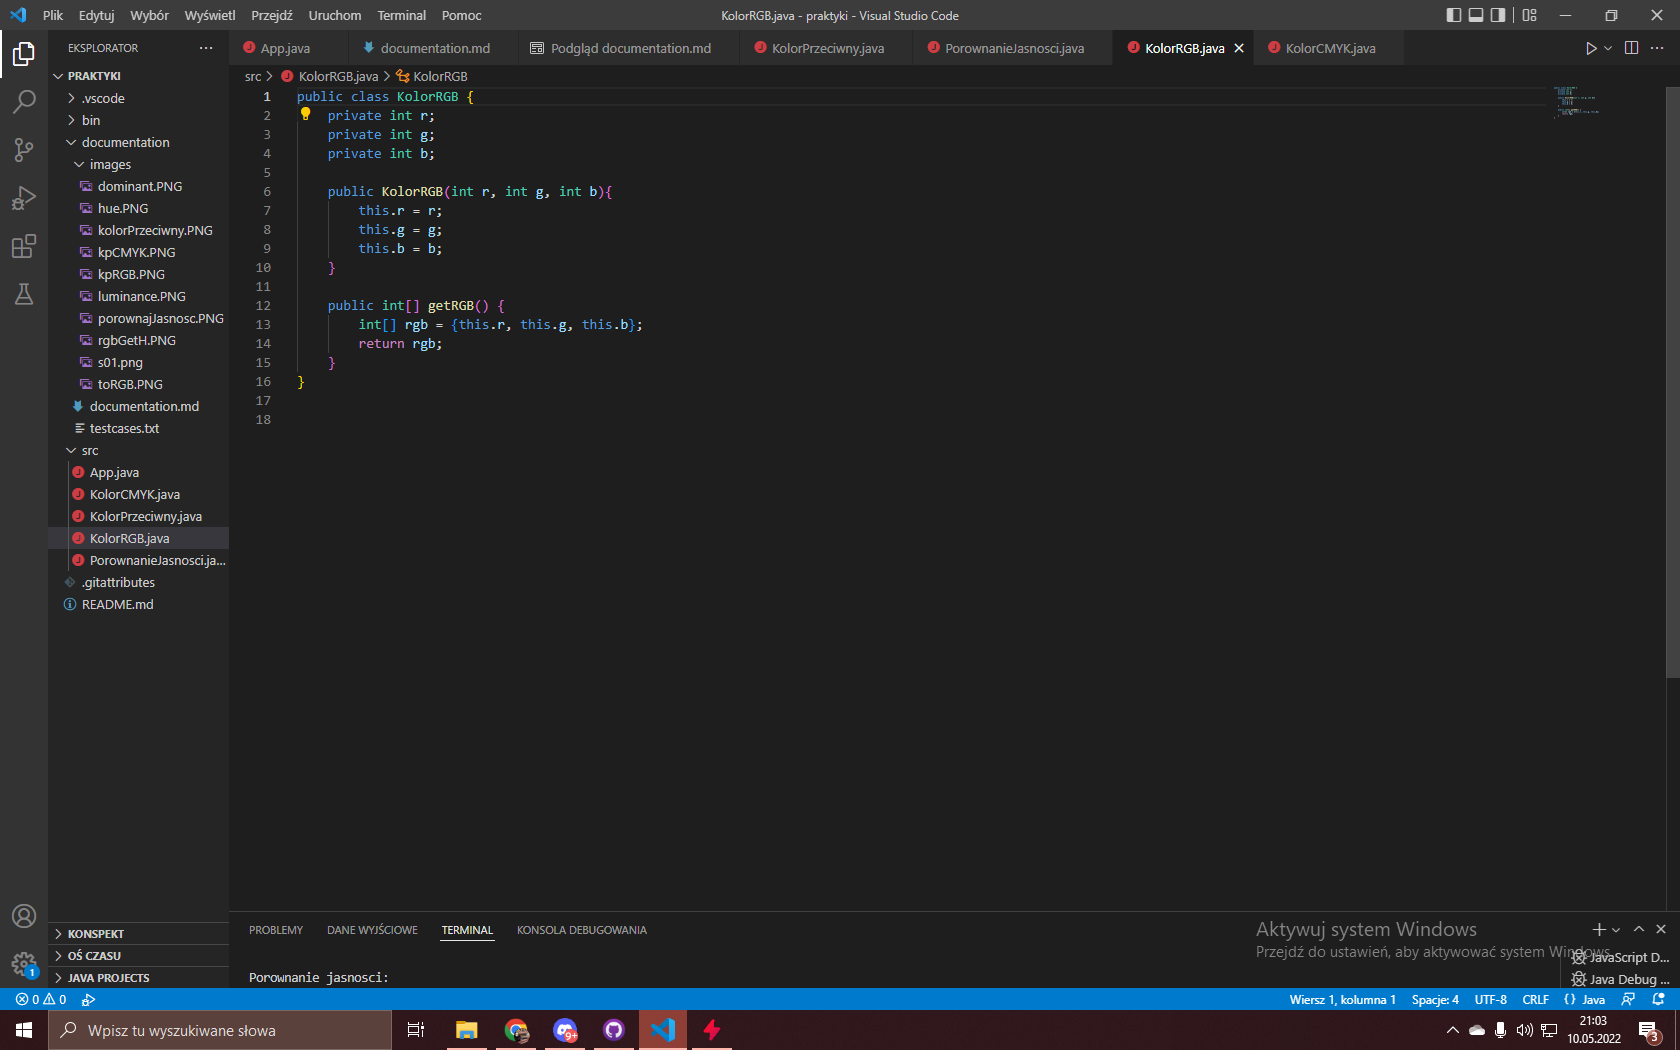 Plik Edytuj Wybór Wyświetl Przejdź Uruchom Terminal Pomoc KolorRGB.java - praktyki - Visual Studio Code
EKSPLORATOR ···
App.java documentation.md Podgląd documentation.md KolorPrzeciwny.java PorownanieJasnosci.java KolorRGB.java KolorCMYK.java
src > KolorRGB.java > KolorRGB
PRAKTYKI
.vscode
bin
documentation
images
dominant.PNG
hue.PNG
kolorPrzeciwny.PNG
kpCMYK.PNG
kpRGB.PNG
luminance.PNG
porownajJasnosc.PNG
rgbGetH.PNG
s01.png
toRGB.PNG
documentation.md
testcases.txt
src
App.java
KolorCMYK.java
KolorPrzeciwny.java
KolorRGB.java
PorownanieJasnosci.ja...
.gitattributes
README.md
KONSPEKT
OŚ CZASU
JAVA PROJECTS
1 public class KolorRGB {
2 private int r;
3 private int g;
4 private int b;
5
6 public KolorRGB(int r, int g, int b){
7 this.r = r;
8 this.g = g;
9 this.b = b;
10 }
11
12 public int[] getRGB() {
13 int[] rgb = {this.r, this.g, this.b};
14 return rgb;
15 }
16 }
17
18
PROBLEMY DANE WYJŚCIOWE TERMINAL KONSOLA DEBUGOWANIA
Porownanie jasnosci:
Aktywuj system Windows
Przejdź do ustawień, aby aktywować system Windows.
JavaScript D...
Java Debug ...
1
0 0 Wiersz 1, kolumna 1 Spacje: 4 UTF-8 CRLF {} Java
Wpisz tu wyszukiwane słowo
9+
21:03
10.05.2022
3